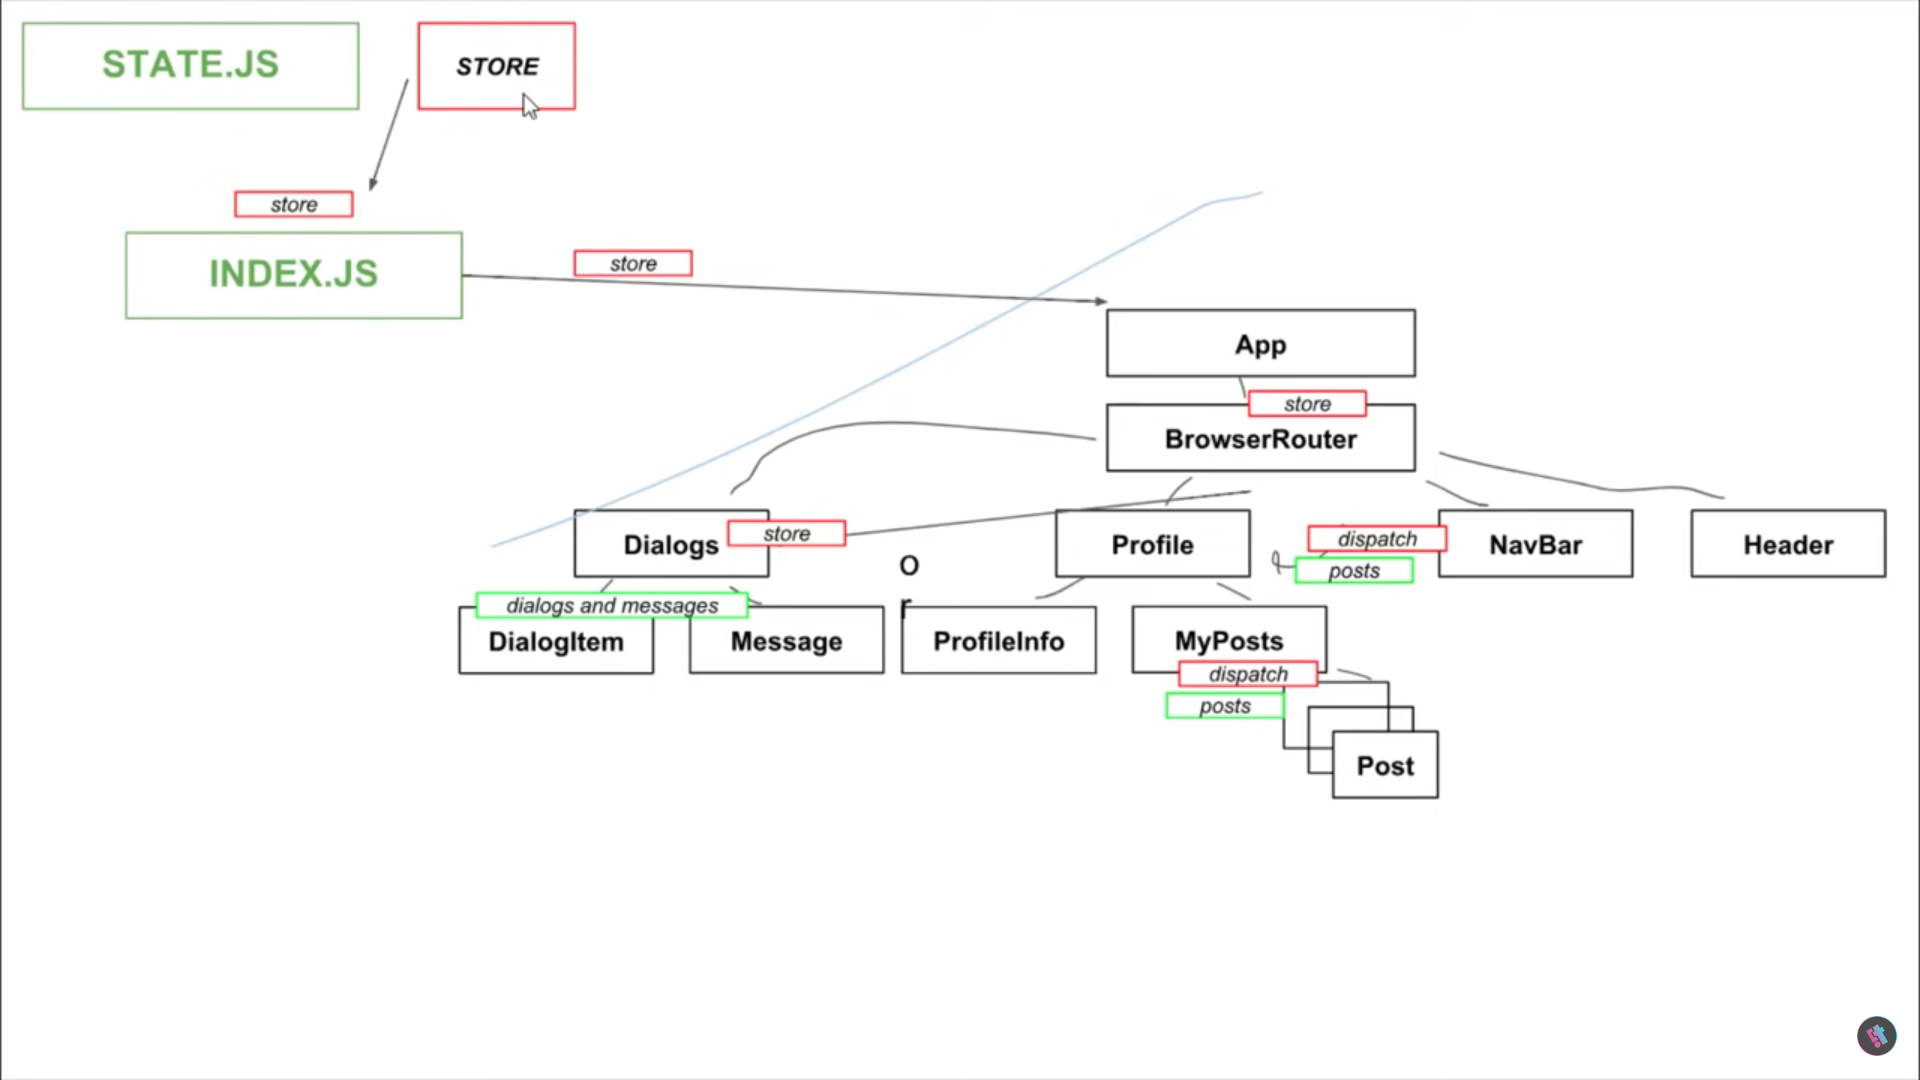 STATE.JS
STORE
store
INDEX.JS
store
App
store
BrowserRouter
Dialogs
store
Profile
dispatch
posts
NavBar
Header
o
r
dialogs and messages
DialogItem
Message
ProfileInfo
MyPosts
dispatch
posts
Post